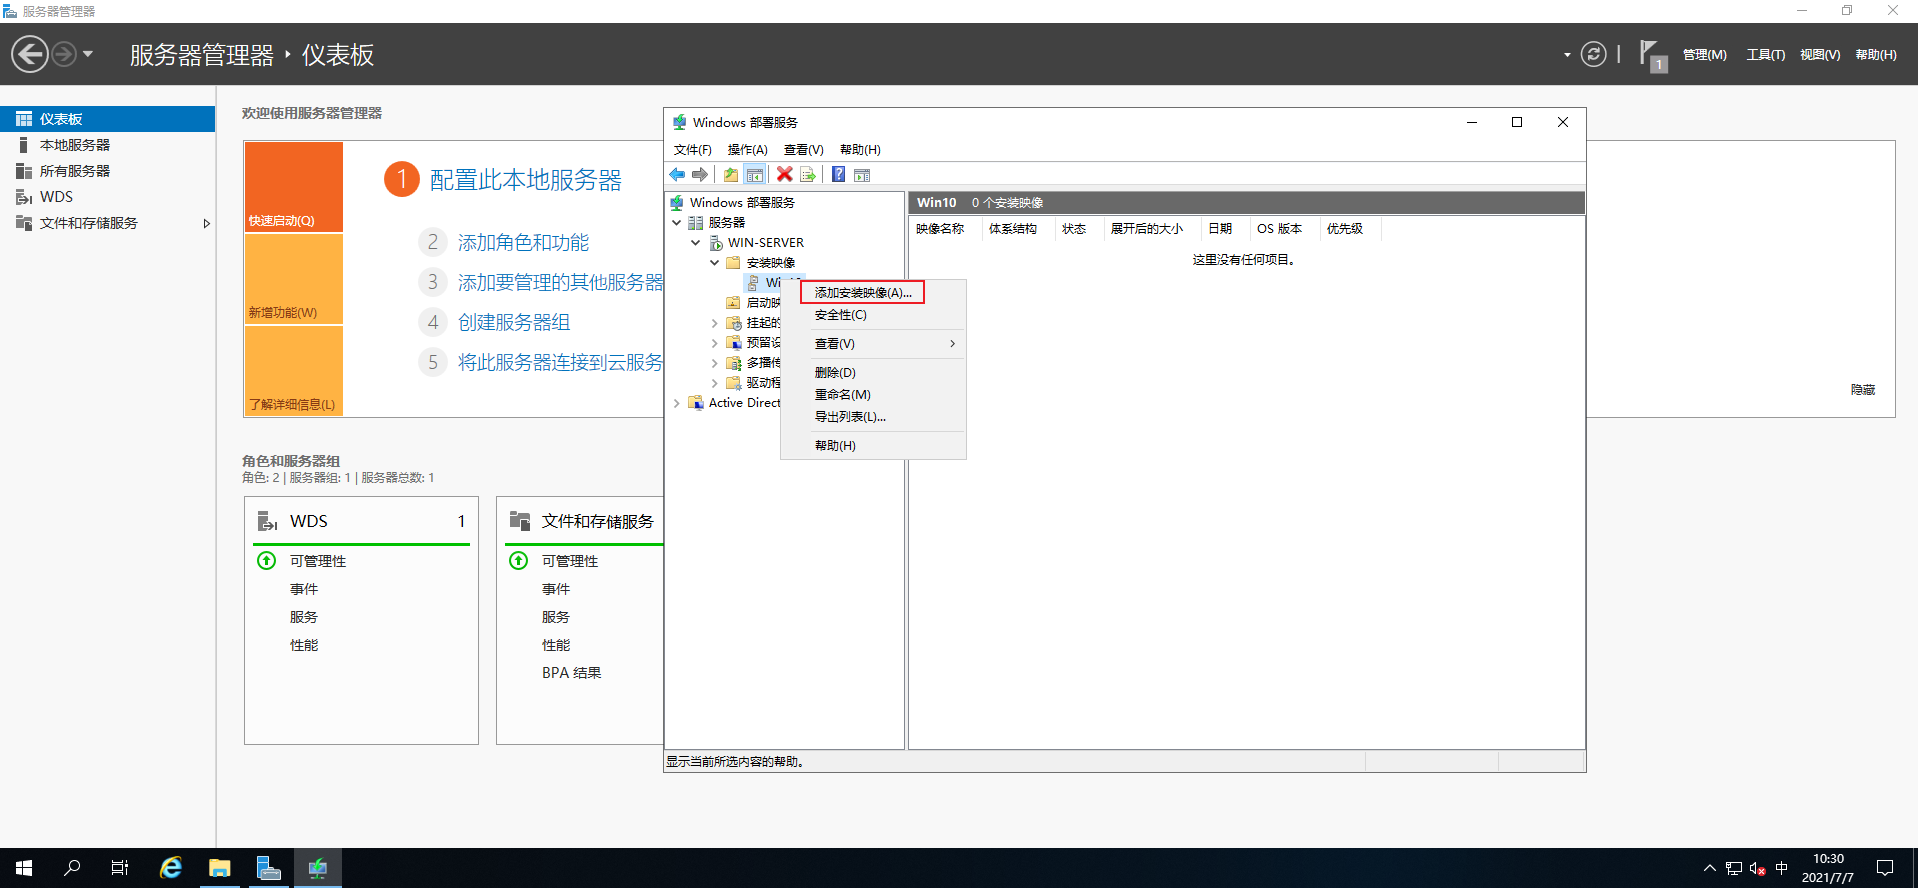 服务器管理器
服务器管理器 · 仪表板
1
管理(M) 工具(T) 视图(V) 帮助(H)
仪表板
本地服务器
所有服务器
WDS
文件和存储服务
欢迎使用服务器管理器
快速启动(Q)
新增功能(W)
了解详细信息(L)
1 配置此本地服务器
2 添加角色和功能
3 添加要管理的其他服务器
4 创建服务器组
5 将此服务器连接到云服务
隐藏
角色和服务器组
角色: 2 | 服务器组: 1 | 服务器总数: 1
WDS 1
可管理性
事件
服务
性能
文件和存储服务
可管理性
事件
服务
性能
BPA 结果
Windows 部署服务
文件(F) 操作(A) 查看(V) 帮助(H)
Windows 部署服务
服务器
WIN-SERVER
安装映像
启动映
挂起的
预留设
多播传
驱动程
Active Direct
Win10 0 个安装映像
映像名称 体系结构 状态 展开后的大小 日期 OS 版本 优先级
这里没有任何项目。
添加安装映像(A)...
安全性(C)
查看(V)
删除(D)
重命名(M)
导出列表(L)...
帮助(H)
显示当前所选内容的帮助。
中
10:30
2021/7/7